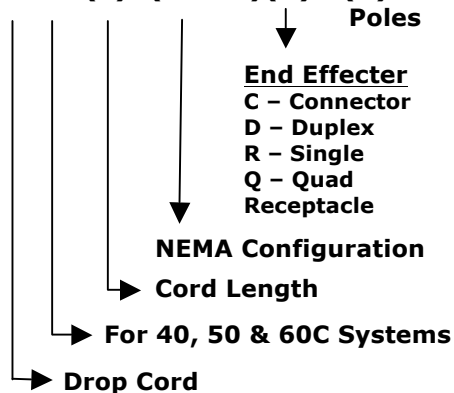 Poles
End Effecter
C – Connector
D – Duplex
R – Single
Q – Quad
Receptacle
NEMA Configuration
Cord Length
For 40, 50 & 60C Systems
Drop Cord